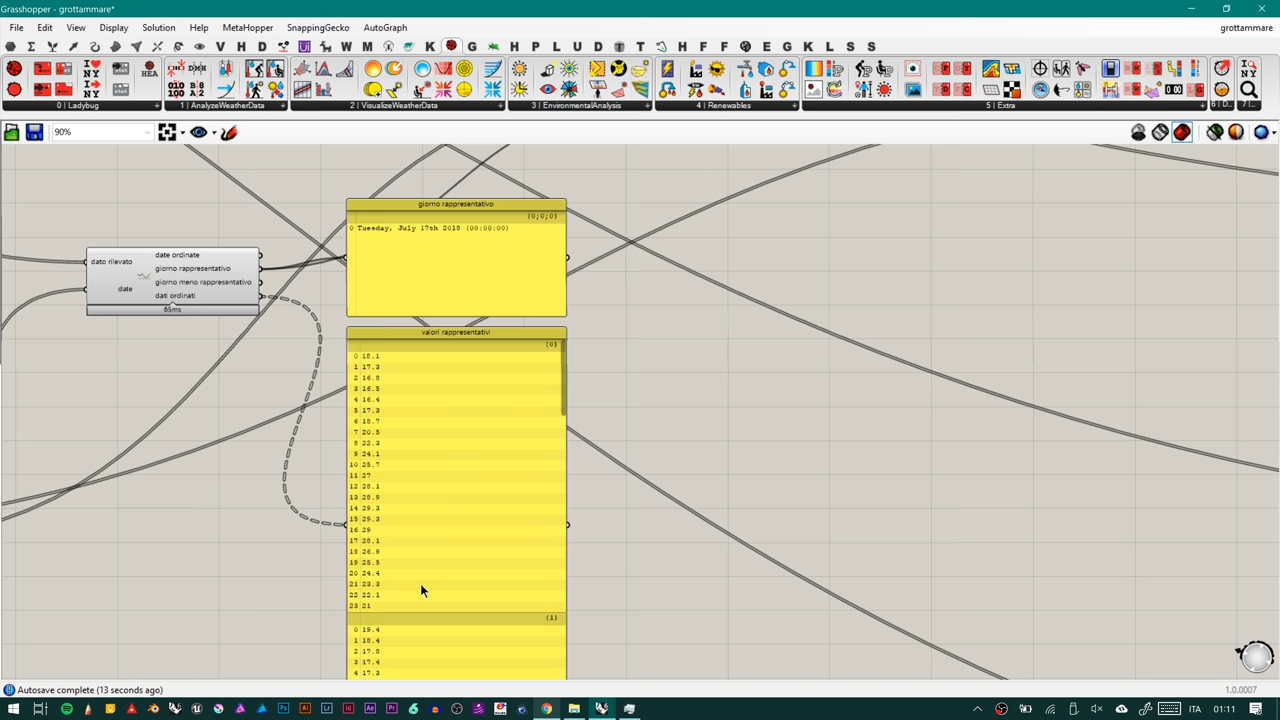 Grasshopper - grottammare*
File Edit View Display Solution Help MetaHopper SnappingGecko AutoGraph
grottammare
V H D W M K G H P L U D T T H F F E G K L S S
0 | Ladybug
1 | AnalyzeWeatherData
2 | VisualizeWeatherData
3 | EnvironmentalAnalysis
4 | Renewables
5 | Extra
90%
dato rilevato
date
date ordinate
giorno rappresentativo
giorno meno rappresentativo
dati ordinati
65ms
giorno rappresentativo
{0;0;0}
0 Tuesday, July 17th 2018 (00:00:00)
valori rappresentativi
{0}
0 18.1
1 17.3
2 16.8
3 16.5
4 16.4
5 17.3
6 18.7
7 20.5
8 22.3
9 24.1
10 25.7
11 27
12 28.1
13 28.9
14 29.3
15 29.3
16 29
17 28.1
18 26.9
19 25.5
20 24.4
21 23.3
22 22.1
23 21
{1}
0 19.4
1 18.4
2 17.8
3 17.4
4 17.3
Autosave complete (13 seconds ago)
1.0.0007
ITA 01:11